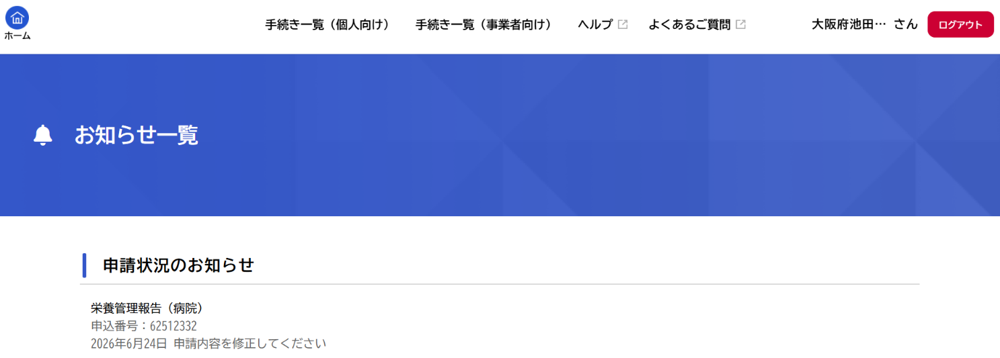 ホーム
手続き一覧（個人向け）
手続き一覧（事業者向け）
ヘルプ
よくあるご質問
大阪府池田… さん
ログアウト
お知らせ一覧
申請状況のお知らせ
栄養管理報告（病院）
申込番号：62512332
2026年6月24日 申請内容を修正してください